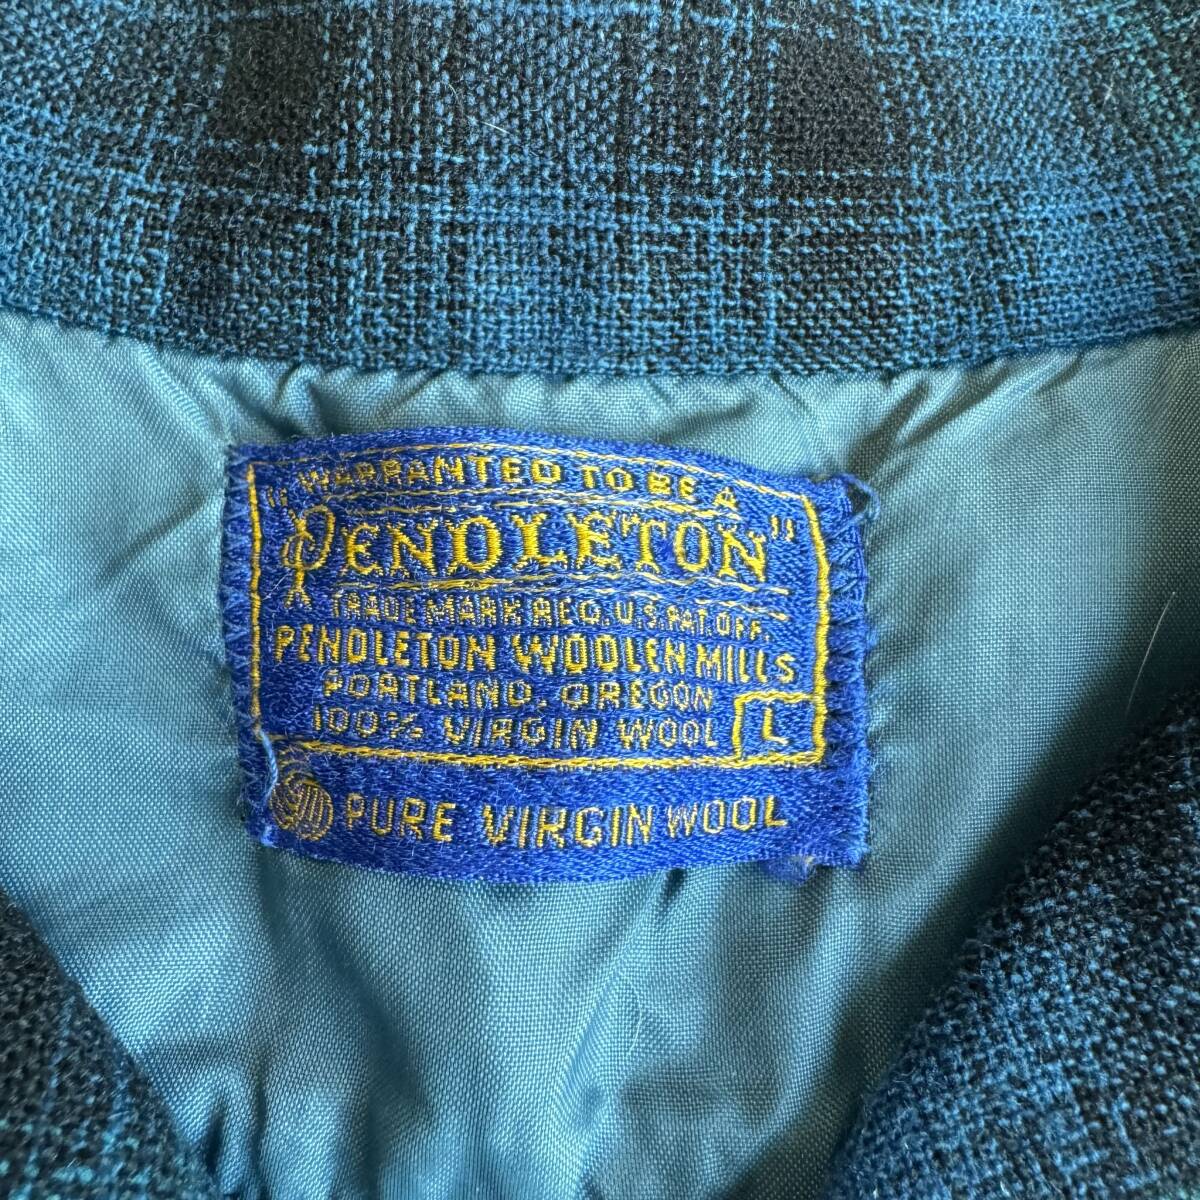 "WARRANTED TO BE A
PENDLETON"
TRADE MARK REG. U.S. PAT. OFF.
PENDLETON WOOLEN MILLS
PORTLAND, OREGON
100% VIRGIN WOOL L
PURE VIRGIN WOOL